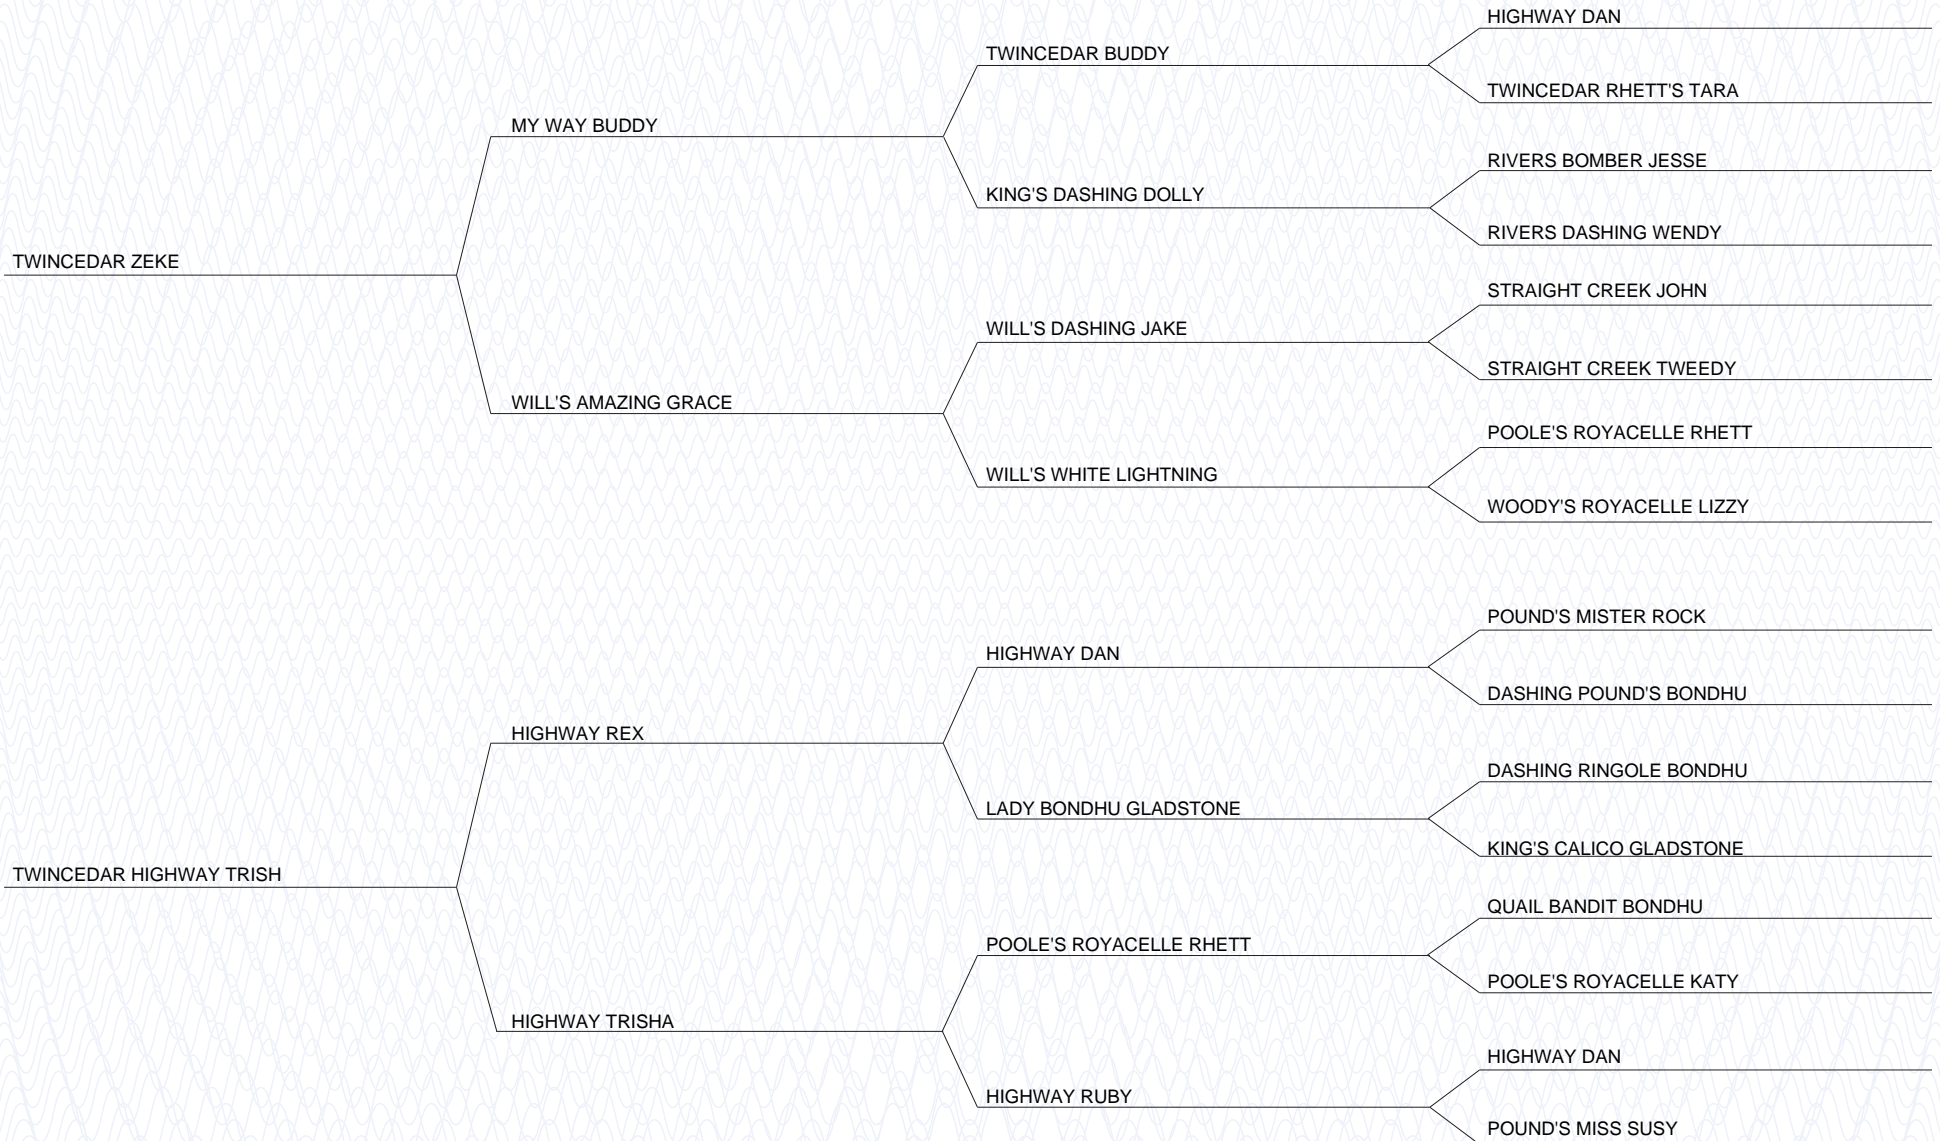 HIGHWAY DAN
TWINCEDAR BUDDY
TWINCEDAR RHETT'S TARA
MY WAY BUDDY
RIVERS BOMBER JESSE
KING'S DASHING DOLLY
RIVERS DASHING WENDY
TWINCEDAR ZEKE
STRAIGHT CREEK JOHN
WILL'S DASHING JAKE
STRAIGHT CREEK TWEEDY
WILL'S AMAZING GRACE
POOLE'S ROYACELLE RHETT
WILL'S WHITE LIGHTNING
WOODY'S ROYACELLE LIZZY
POUND'S MISTER ROCK
HIGHWAY DAN
DASHING POUND'S BONDHU
HIGHWAY REX
DASHING RINGOLE BONDHU
LADY BONDHU GLADSTONE
KING'S CALICO GLADSTONE
TWINCEDAR HIGHWAY TRISH
QUAIL BANDIT BONDHU
POOLE'S ROYACELLE RHETT
POOLE'S ROYACELLE KATY
HIGHWAY TRISHA
HIGHWAY DAN
HIGHWAY RUBY
POUND'S MISS SUSY